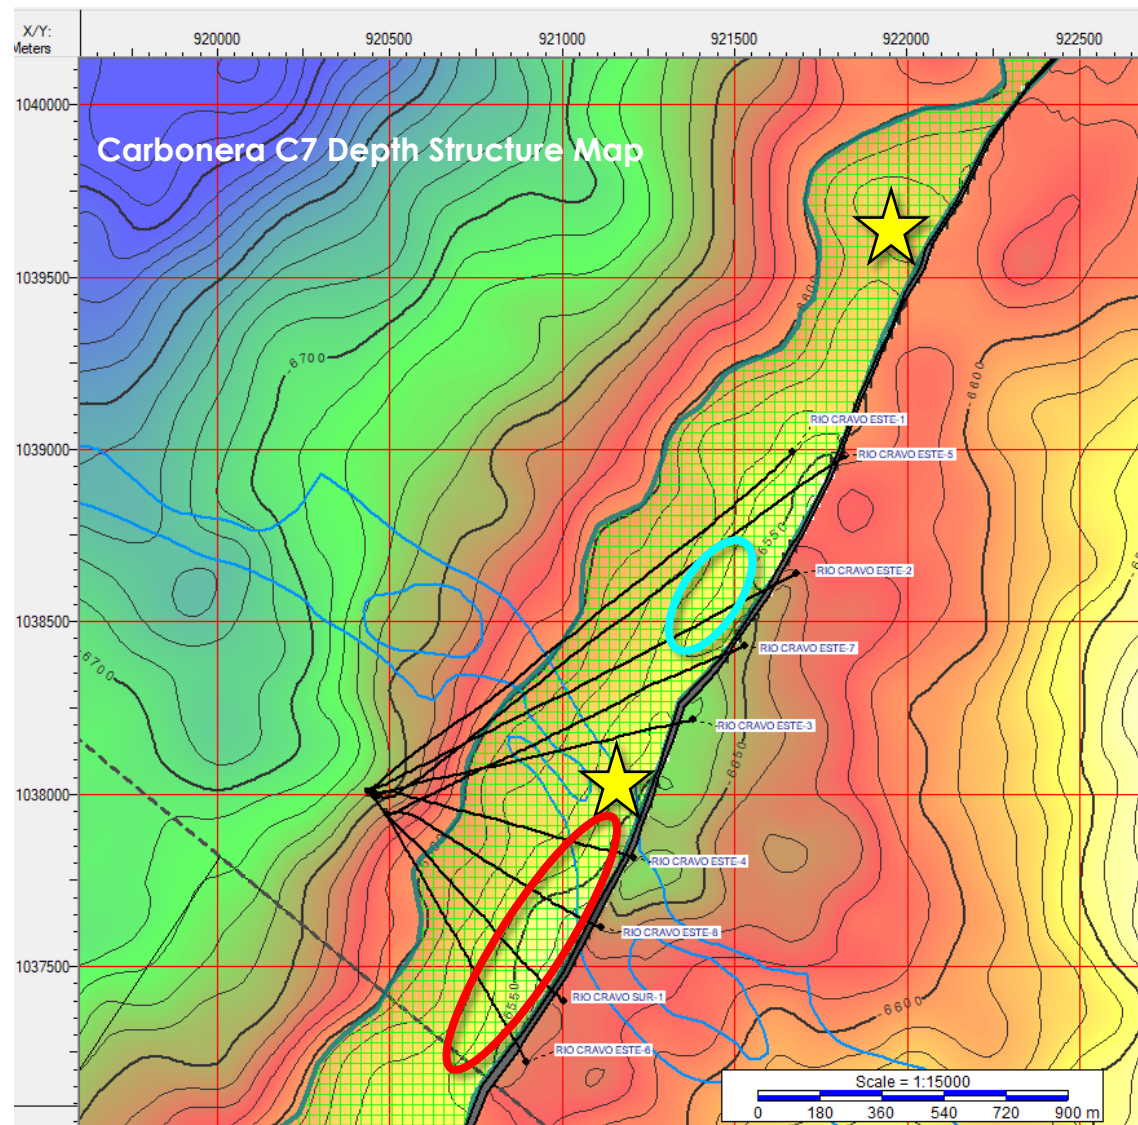 X/Y:
Meters
920000 920500 921000 921500 922000 922500
1040000
Carbonera C7 Depth Structure Map
1039500
-6600
-6700
-6600
1039000
RIO CRAVO ESTE-1
RIO CRAVO ESTE-5
-6550
RIO CRAVO ESTE-2
1038500
RIO CRAVO ESTE-7
-6700
RIO CRAVO ESTE-3
-6650
1038000
RIO CRAVO ESTE-4
RIO CRAVO ESTE-8
1037500
RIO CRAVO SUR-1
-6550
-6600
RIO CRAVO ESTE-6
Scale = 1:15000
0 180 360 540 720 900 m